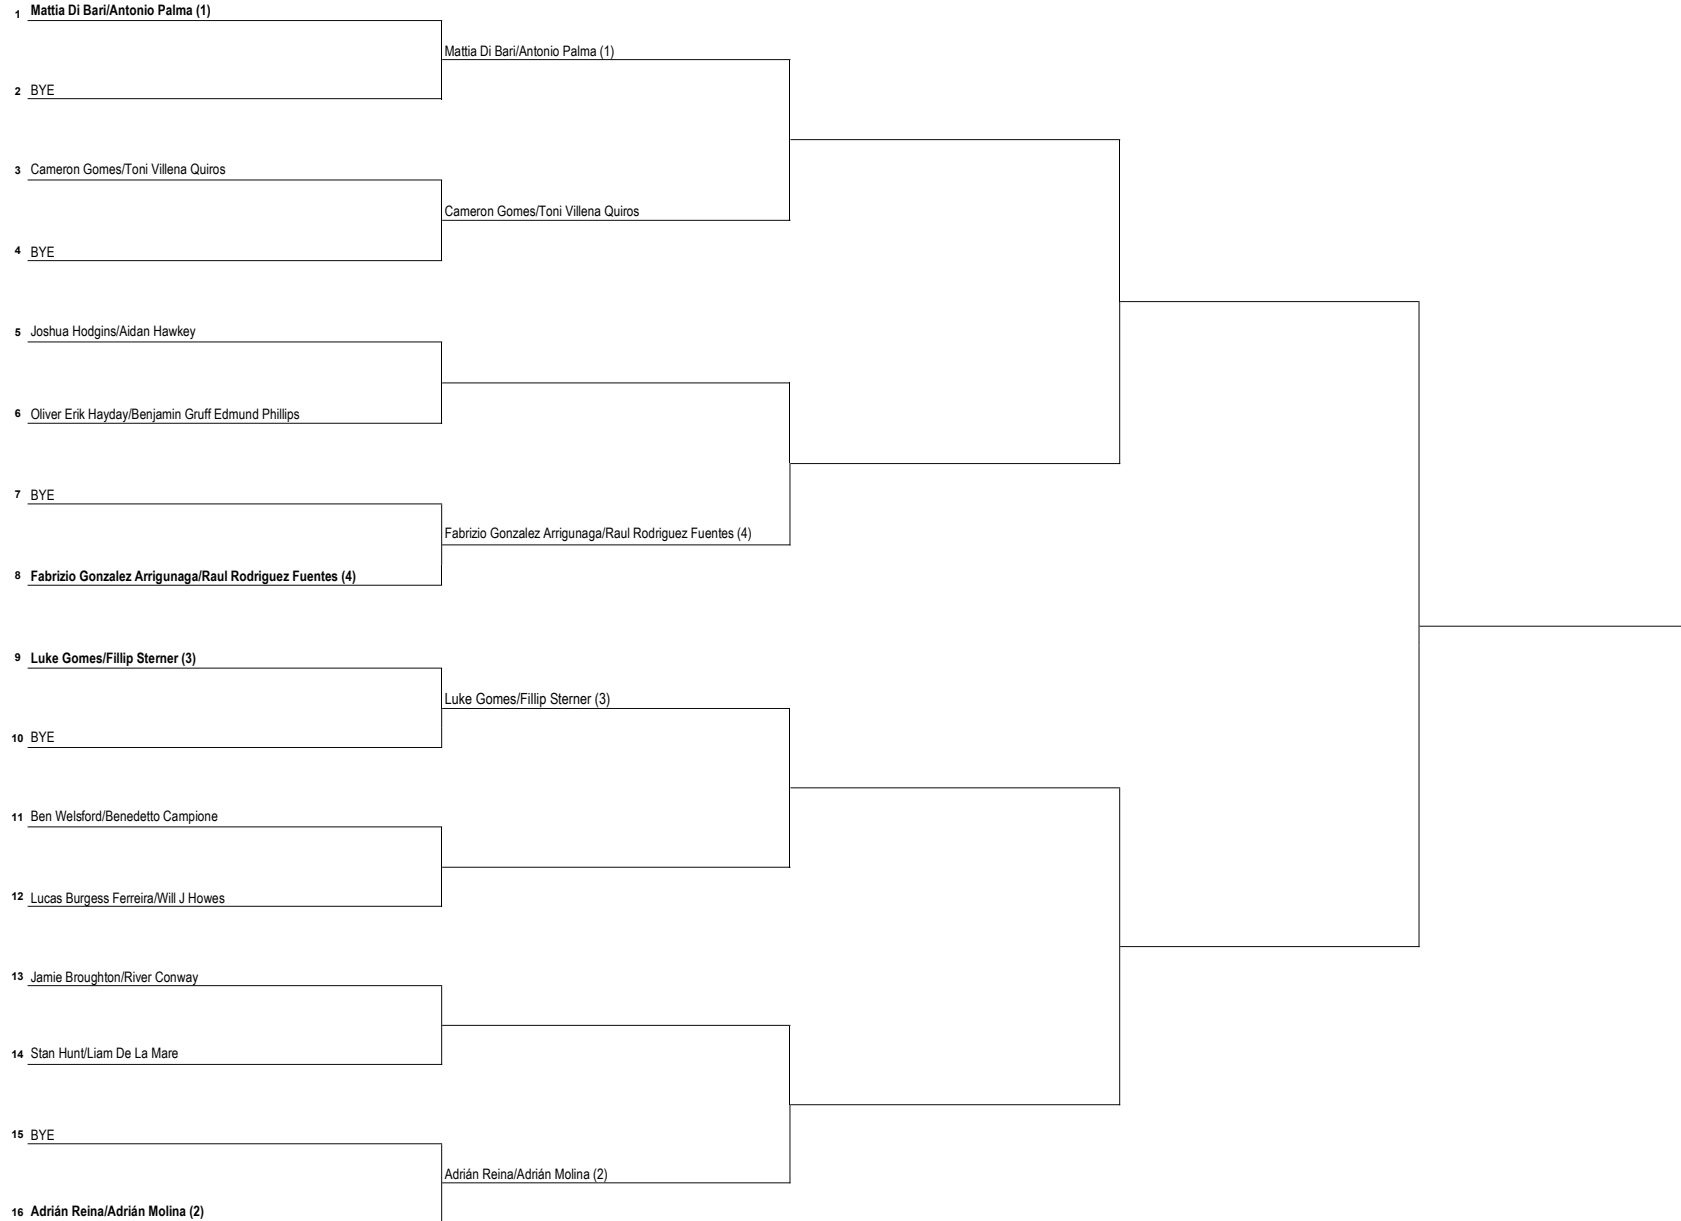 1 Mattia Di Bari/Antonio Palma (1)
Mattia Di Bari/Antonio Palma (1)
2 BYE
3 Cameron Gomes/Toni Villena Quiros
Cameron Gomes/Toni Villena Quiros
4 BYE
5 Joshua Hodgins/Aidan Hawkey
6 Oliver Erik Hayday/Benjamin Gruff Edmund Phillips
7 BYE
Fabrizio Gonzalez Arrigunaga/Raul Rodriguez Fuentes (4)
8 Fabrizio Gonzalez Arrigunaga/Raul Rodriguez Fuentes (4)
9 Luke Gomes/Fillip Sterner (3)
Luke Gomes/Fillip Sterner (3)
10 BYE
11 Ben Welsford/Benedetto Campione
12 Lucas Burgess Ferreira/Will J Howes
13 Jamie Broughton/River Conway
14 Stan Hunt/Liam De La Mare
15 BYE
Adrián Reina/Adrián Molina (2)
16 Adrián Reina/Adrián Molina (2)